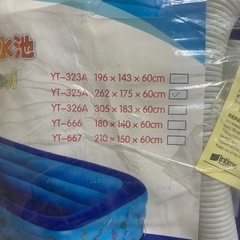 水池
YT-323A 196×143×60cm
YT-325A 262×175×60cm
YT-326A 305×183×60cm
YT-666 180×140×60cm
YT-667 210×150×60cm